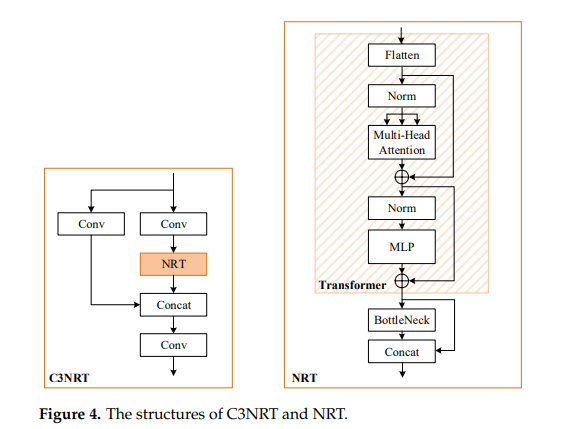 Conv
Conv
NRT
Concat
Conv
C3NRT
Flatten
Norm
Multi-Head
Attention
Norm
MLP
Transformer
BottleNeck
Concat
NRT
Figure 4. The structures of C3NRT and NRT.